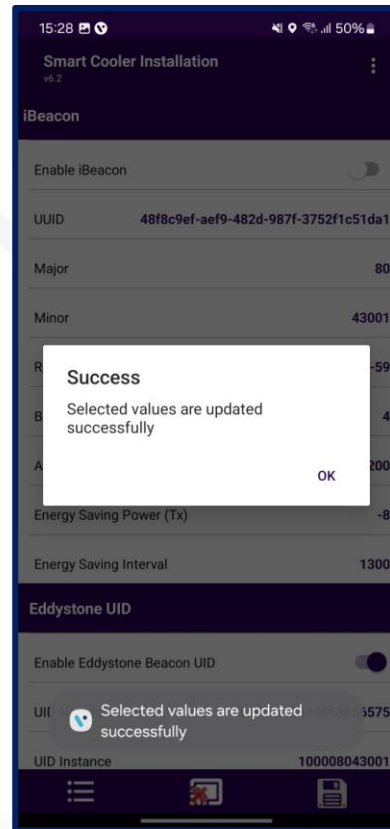 15:28
50%
Smart Cooler Installation
v6.2
iBeacon
Enable iBeacon
UUID 48f8c9ef-aef9-482d-987f-3752f1c51da1
Major 80
Minor 43001
R -59
Success
Selected values are updated
successfully
B 4
A 200
OK
Energy Saving Power (Tx) -8
Energy Saving Interval 1300
Eddystone UID
Enable Eddystone Beacon UID
UID 6575
Selected values are updated
successfully
UID Instance 100008043001